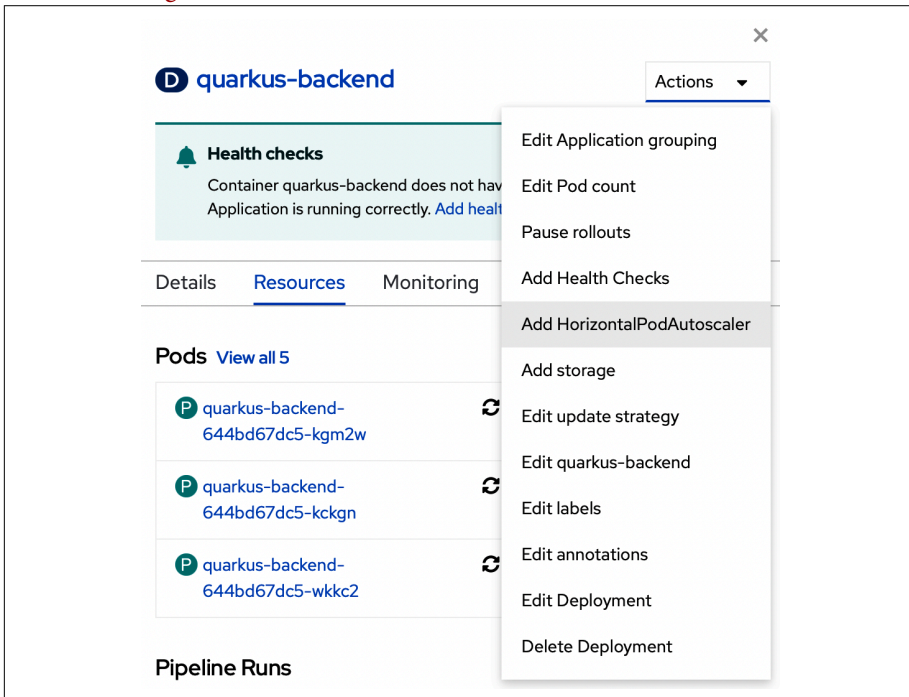 D quarkus-backend
Actions
Health checks
Container quarkus-backend does not hav
Application is running correctly. Add healt
Details Resources Monitoring
Pods View all 5
P quarkus-backend-
644bd67dc5-kgm2w
P quarkus-backend-
644bd67dc5-kckgn
P quarkus-backend-
644bd67dc5-wkkc2
Pipeline Runs
Edit Application grouping
Edit Pod count
Pause rollouts
Add Health Checks
Add HorizontalPodAutoscaler
Add storage
Edit update strategy
Edit quarkus-backend
Edit labels
Edit annotations
Edit Deployment
Delete Deployment